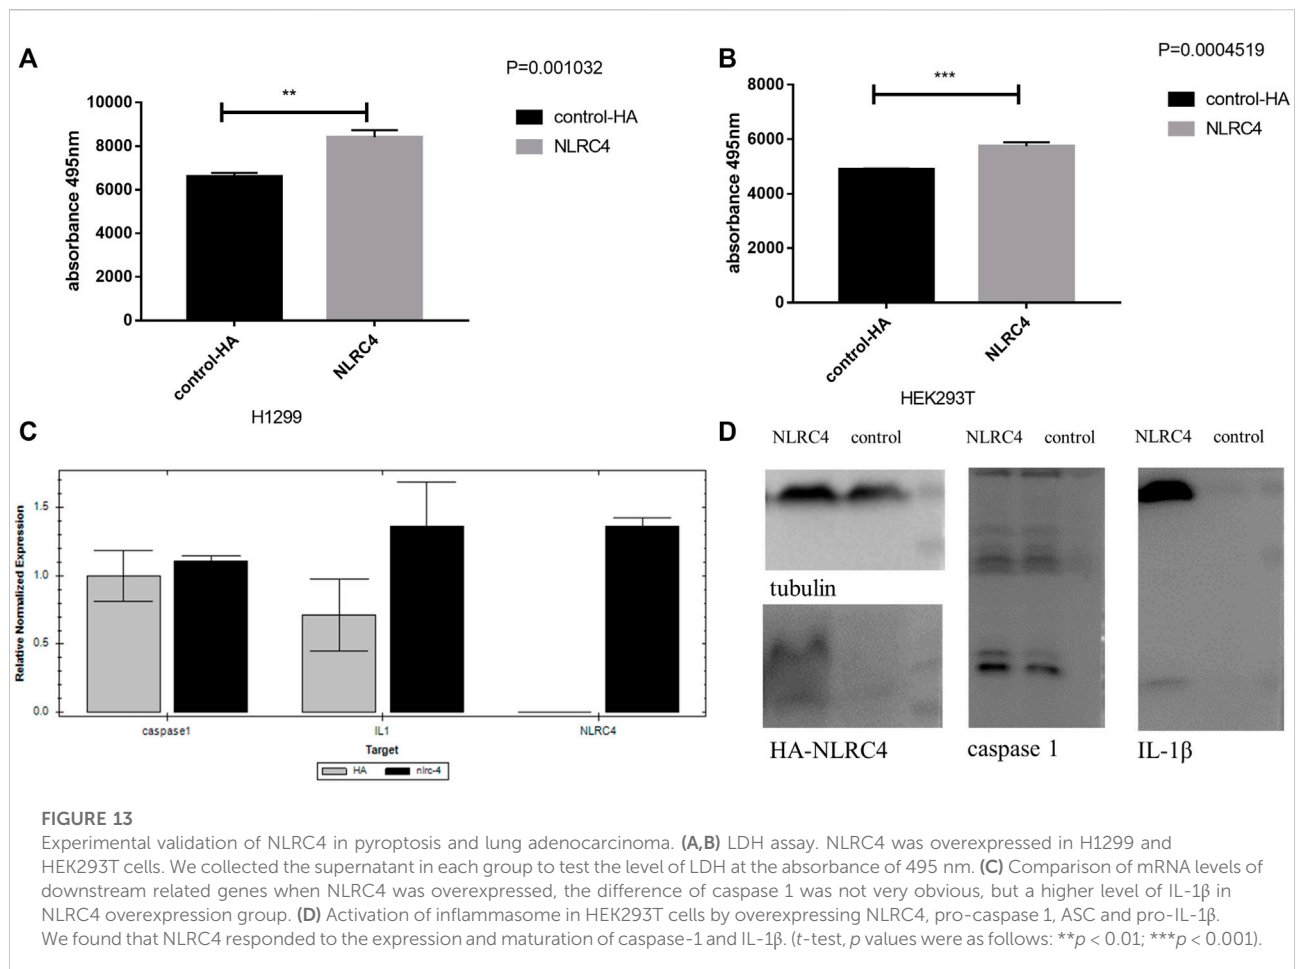 A
P=0.001032
**
control-HA
NLRC4
10000
8000
6000
4000
2000
0
absorbance 495nm
control-HA
NLRC4
H1299
B
P=0.0004519
***
control-HA
NLRC4
8000
6000
4000
2000
0
absorbance 495nm
control-HA
NLRC4
HEK293T
C
Relative Normalized Expression
1.5
1.0
0.5
0.0
caspase1
IL1
NLRC4
Target
HA
nlrc-4
D
NLRC4 control
NLRC4 control
NLRC4 control
tubulin
HA-NLRC4
caspase 1
IL-1β
FIGURE 13
Experimental validation of NLRC4 in pyroptosis and lung adenocarcinoma. (A,B) LDH assay. NLRC4 was overexpressed in H1299 and
HEK293T cells. We collected the supernatant in each group to test the level of LDH at the absorbance of 495 nm. (C) Comparison of mRNA levels of
downstream related genes when NLRC4 was overexpressed, the difference of caspase 1 was not very obvious, but a higher level of IL-1β in
NLRC4 overexpression group. (D) Activation of inflammasome in HEK293T cells by overexpressing NLRC4, pro-caspase 1, ASC and pro-IL-1β.
We found that NLRC4 responded to the expression and maturation of caspase-1 and IL-1β. (t-test, p values were as follows: **p < 0.01; ***p < 0.001).